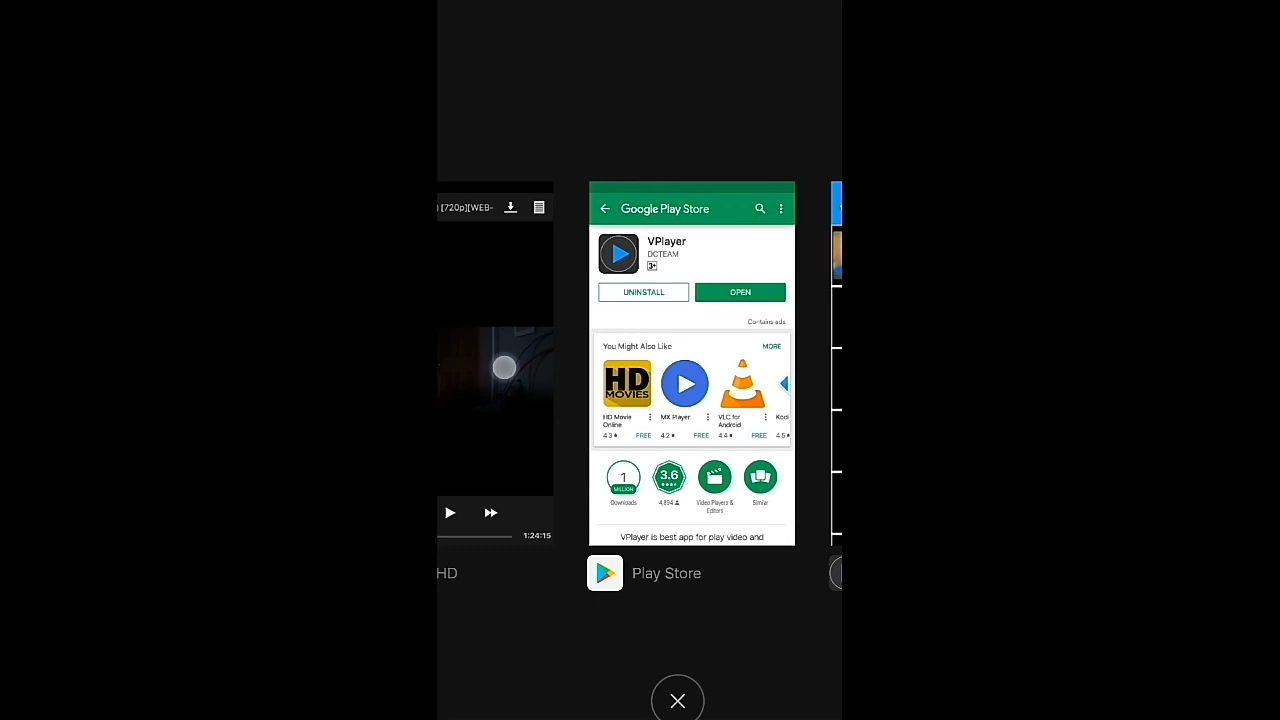 [720p][WEB-
1:24:15
HD
Google Play Store
VPlayer
DCTEAM
3+
UNINSTALL
OPEN
Contains ads
You Might Also Like
MORE
HD
MOVIES
HD Movie
Online
MX Player
VLC for
Android
Kodi
4.3★
FREE
4.2★
FREE
4.4★
FREE
4.5★
1
MILLION
3.6
Downloads
4,894
Video Players &
Editors
Similar
VPlayer is best app for play video and
Play Store